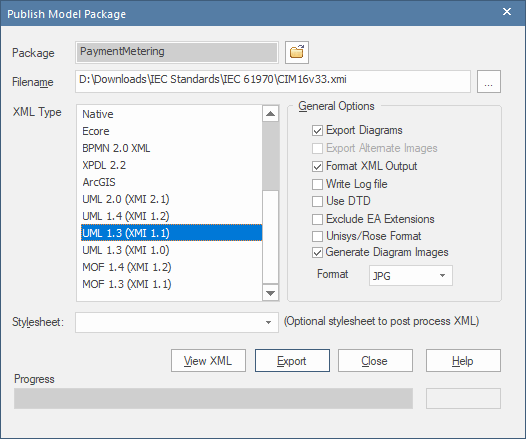 Publish Model Package
Package
PaymentMetering
Filename
D:\Downloads\IEC Standards\IEC 61970\CIM16v33.xmi
...
XML Type
Native
Ecore
BPMN 2.0 XML
XPDL 2.2
ArcGIS
UML 2.0 (XMI 2.1)
UML 1.4 (XMI 1.2)
UML 1.3 (XMI 1.1)
UML 1.3 (XMI 1.0)
MOF 1.4 (XMI 1.2)
MOF 1.3 (XMI 1.1)
General Options
Export Diagrams
Export Alternate Images
Format XML Output
Write Log file
Use DTD
Exclude EA Extensions
Unisys/Rose Format
Generate Diagram Images
Format
JPG
Stylesheet:
(Optional stylesheet to post process XML)
View XML
Export
Close
Help
Progress